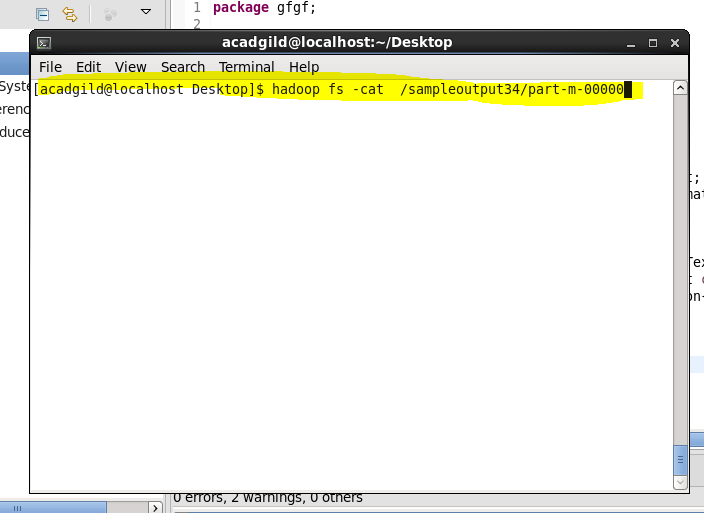 1 package gfgf;
2
acadgild@localhost:~/Desktop
File Edit View Search Terminal Help
[acadgild@localhost Desktop]$ hadoop fs -cat  /sampleoutput34/part-m-00000
0 errors, 2 warnings, 0 others